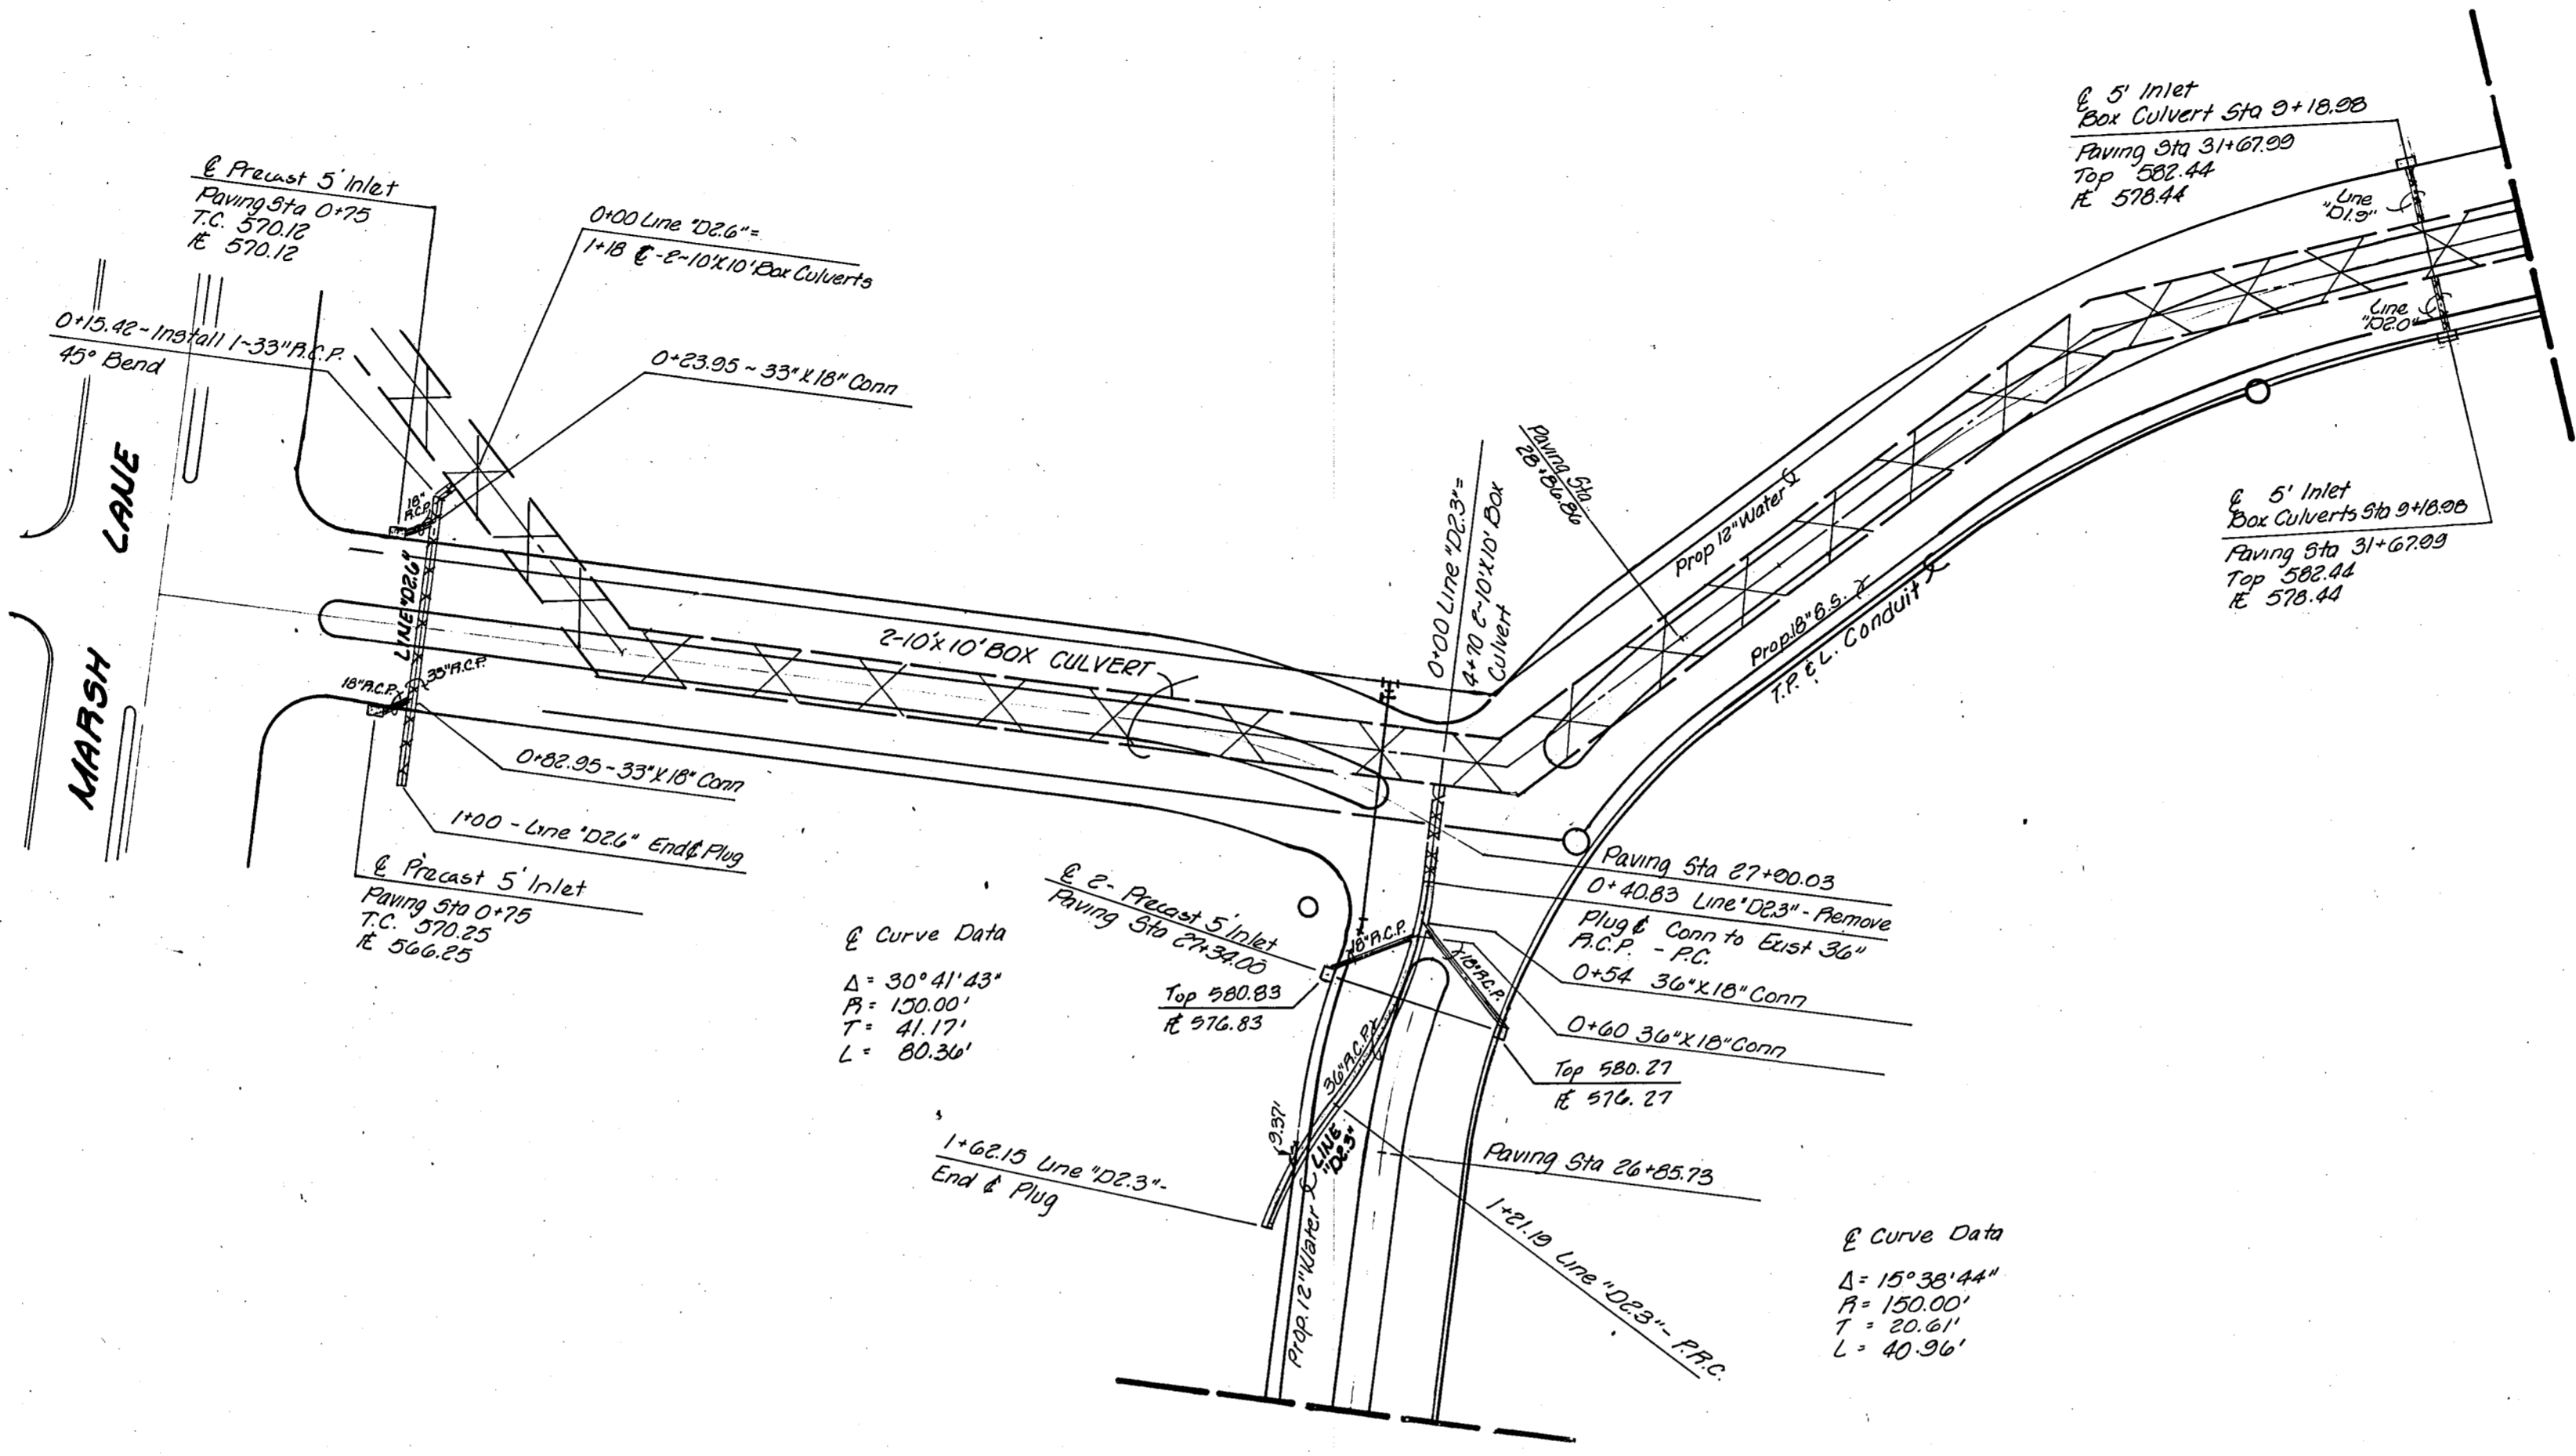 ℄ Precast 5' Inlet
Paving Sta 0+75
T.C. 570.12
℄ 570.12
0+00 Line "D2.6"=
1+18 ℄ -2~10'X10' Box Culverts
0+15.42~Install 1~33" R.C.P.
45° Bend
0+23.95 ~ 33" X 18" Conn
MARSH LANE
18"
R.C.P.
LINE "D2.6"
33" R.C.P.
18" R.C.P.
0+82.95~33"X18" Conn
1+00 - Line "D2.6" End & Plug
℄ Precast 5' Inlet
Paving Sta 0+75
T.C. 570.25
℄ 566.25
2-10'X10' BOX CULVERT
℄ 5' Inlet
Box Culvert Sta 9+18.98
Paving Sta 31+67.99
Top 582.44
℄ 578.44
Line
"D1.9"
Line
"D2.0"
℄ 5' Inlet
Box Culverts Sta 9+18.98
Paving Sta 31+67.99
Top 582.44
℄ 578.44
Paving Sta.
28+86.86
0+00 Line "D2.3"=
4+70 2~10'X10' Box
Culvert
Prop 12" Water
Prop 18" S.S.
T.P. & L. Conduit
Paving Sta 27+90.03
0+40.83 Line "D2.3" - Remove
Plug & Conn to Exist 36"
R.C.P. - P.C.
0+54 36"X18" Conn
0+60 36"X18" Conn
Top 580.27
℄ 576.27
℄ 2- Precast 5' Inlet
Paving Sta 27+34.00
Top 580.83
℄ 576.83
18" R.C.P.
18" R.C.P.
36" R.C.P.
℄ Curve Data
Δ = 30° 41' 43"
R = 150.00'
T = 41.17'
L = 80.36'
9.37'
LINE
"D2.3"
1+62.15 Line "D2.3"-
End & Plug
Paving Sta 26+85.73
1+21.19 Line "D2.3" - P.R.C.
Prop. 12" Water
℄ Curve Data
Δ = 15° 38' 44"
R = 150.00'
T = 20.61'
L = 40.96'